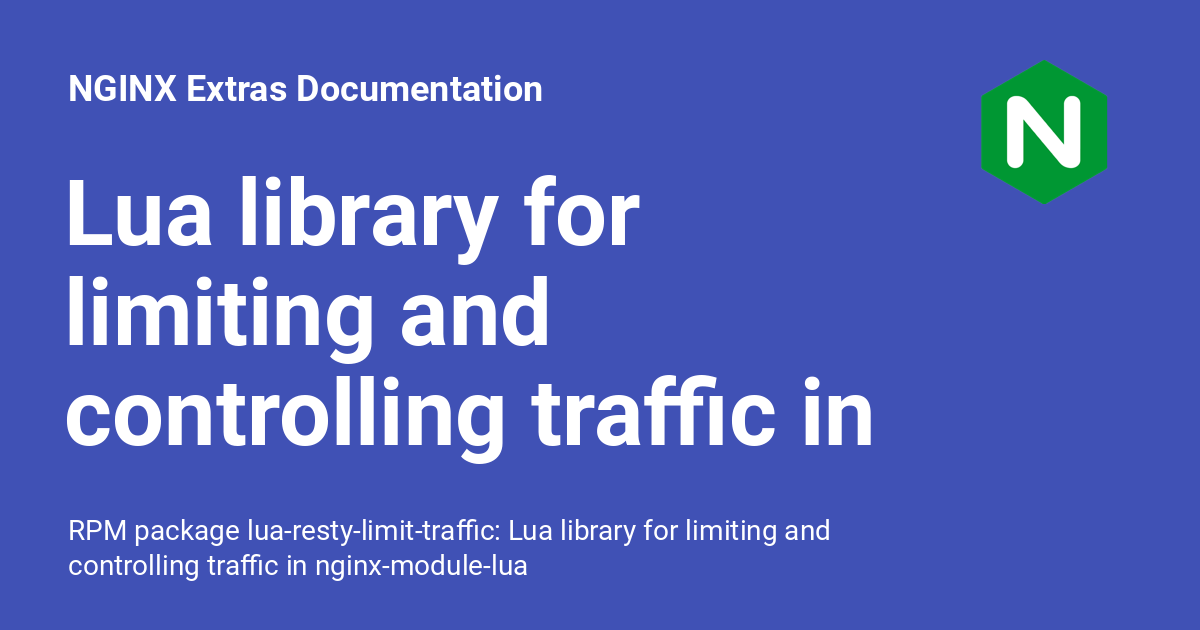 NGINX Extras Documentation
N
Lua library for
limiting and
controlling traffic in
RPM package lua-resty-limit-traffic: Lua library for limiting and
controlling traffic in nginx-module-lua